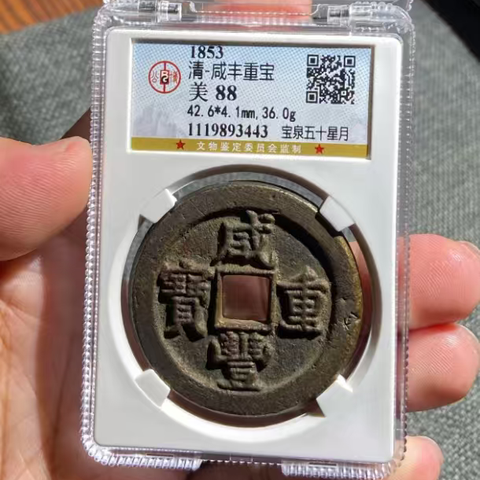 1853
清-咸丰重宝
美 88
42.6*4.1mm,36.0g
1119893443 宝泉五十星月
★ 文物鉴定委员会监制 ★
咸
寶 重
豐